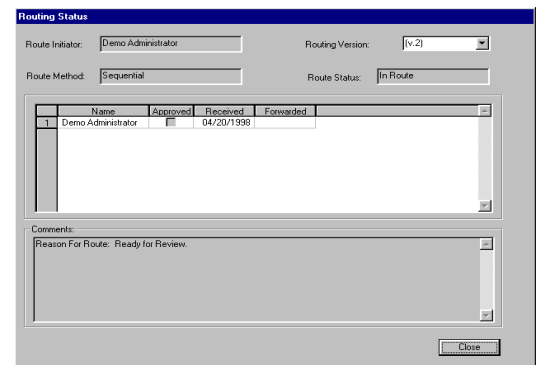 Routing Status
Route Initiator: Demo Administrator Routing Version: (v.2)
Route Method: Sequential Route Status: In Route
Name Approved Received Forwarded
1 Demo Administrator 04/20/1998
Comments:
Reason For Route: Ready for Review.
Close